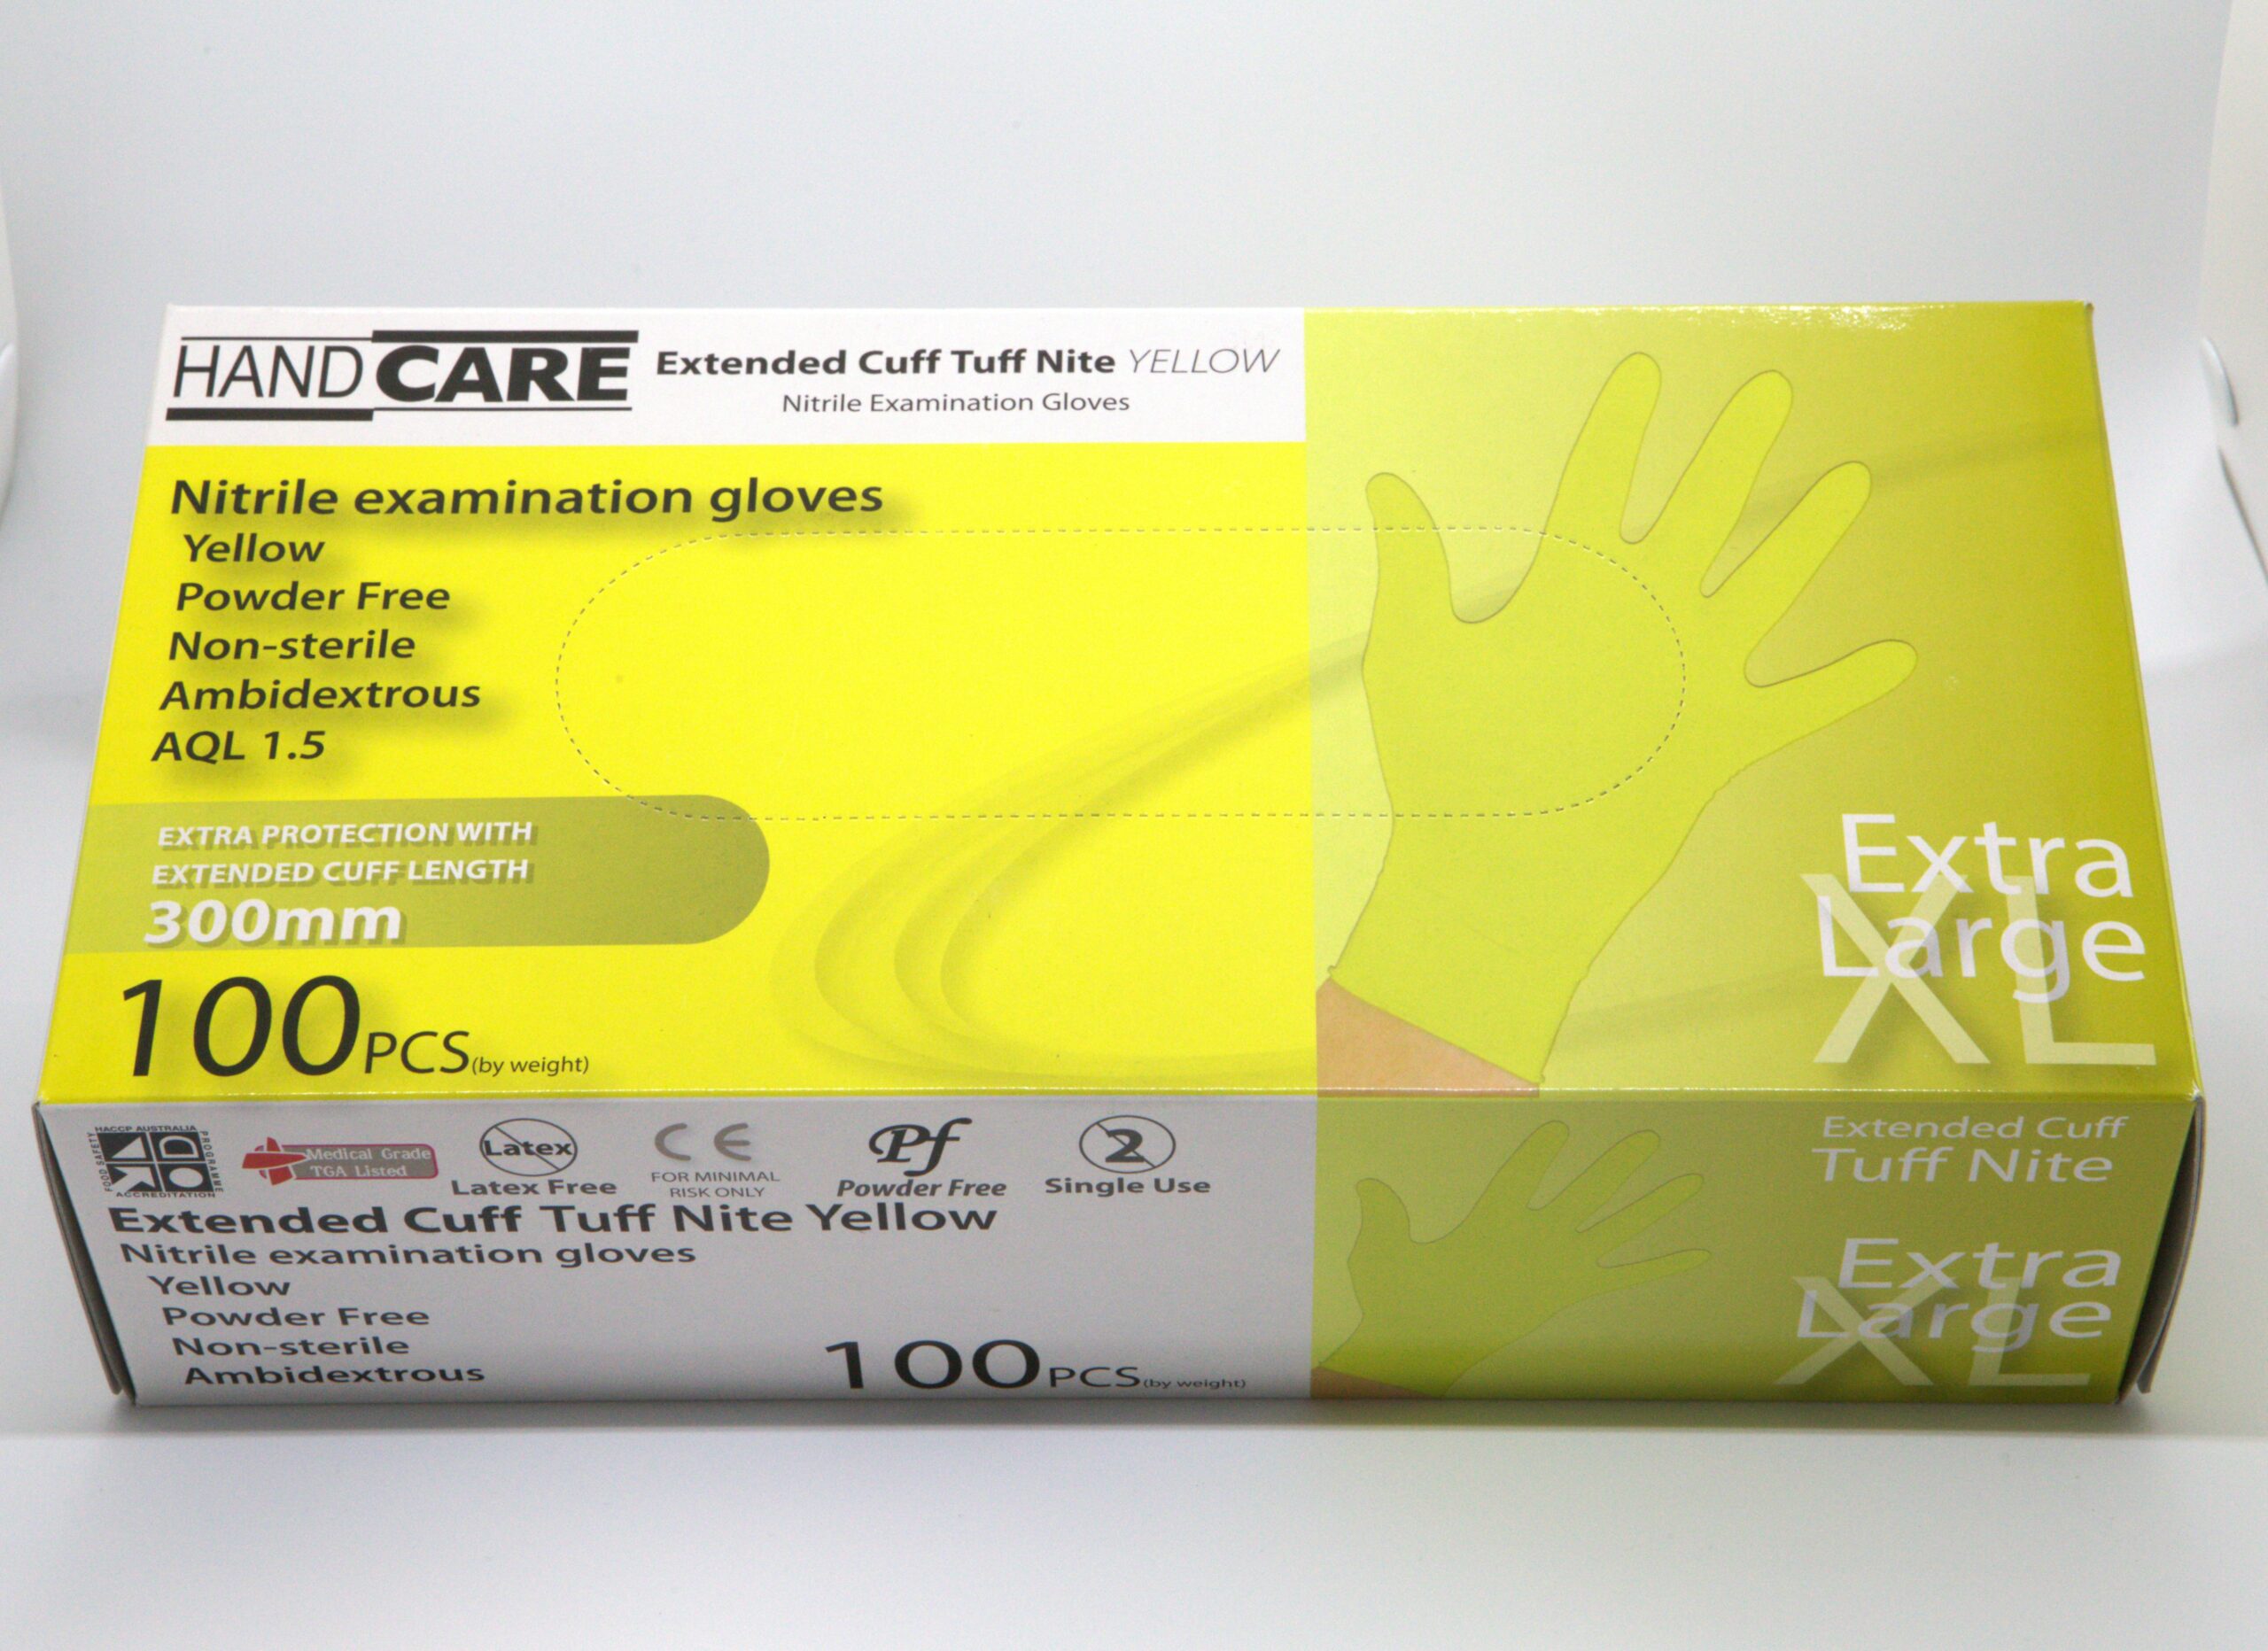 HANDCARE Extended Cuff Tuff Nite YELLOW
Nitrile Examination Gloves
Nitrile examination gloves
Yellow
Powder Free
Non-sterile
Ambidextrous
AQL 1.5
EXTRA PROTECTION WITH
EXTENDED CUFF LENGTH
300mm
100PCS(by weight)
Extra
Large
XL
HACCP AUSTRALIA
FOOD SAFETY
PROGRAMME
ACCREDITATION
Medical Grade
TGA Listed
Latex
Latex Free
CE
FOR MINIMAL
RISK ONLY
Pf
Powder Free
2
Single Use
Extended Cuff Tuff Nite Yellow
Nitrile examination gloves
Yellow
Powder Free
Non-sterile
Ambidextrous
100PCS(by weight)
Extended Cuff
Tuff Nite
Extra
Large
XL